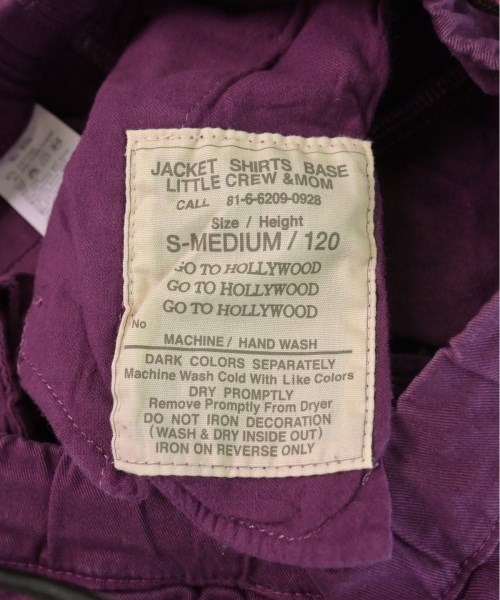 JACKET SHIRTS BASE
LITTLE CREW & MOM
CALL 81-6-6209-0928
Size / Height
S-MEDIUM / 120
GO TO HOLLYWOOD
GO TO HOLLYWOOD
GO TO HOLLYWOOD
No
MACHINE / HAND WASH
DARK COLORS SEPARATELY
Machine Wash Cold With Like Colors
DRY PROMPTLY
Remove Promptly From Dryer
DO NOT IRON DECORATION
(WASH & DRY INSIDE OUT)
IRON ON REVERSE ONLY